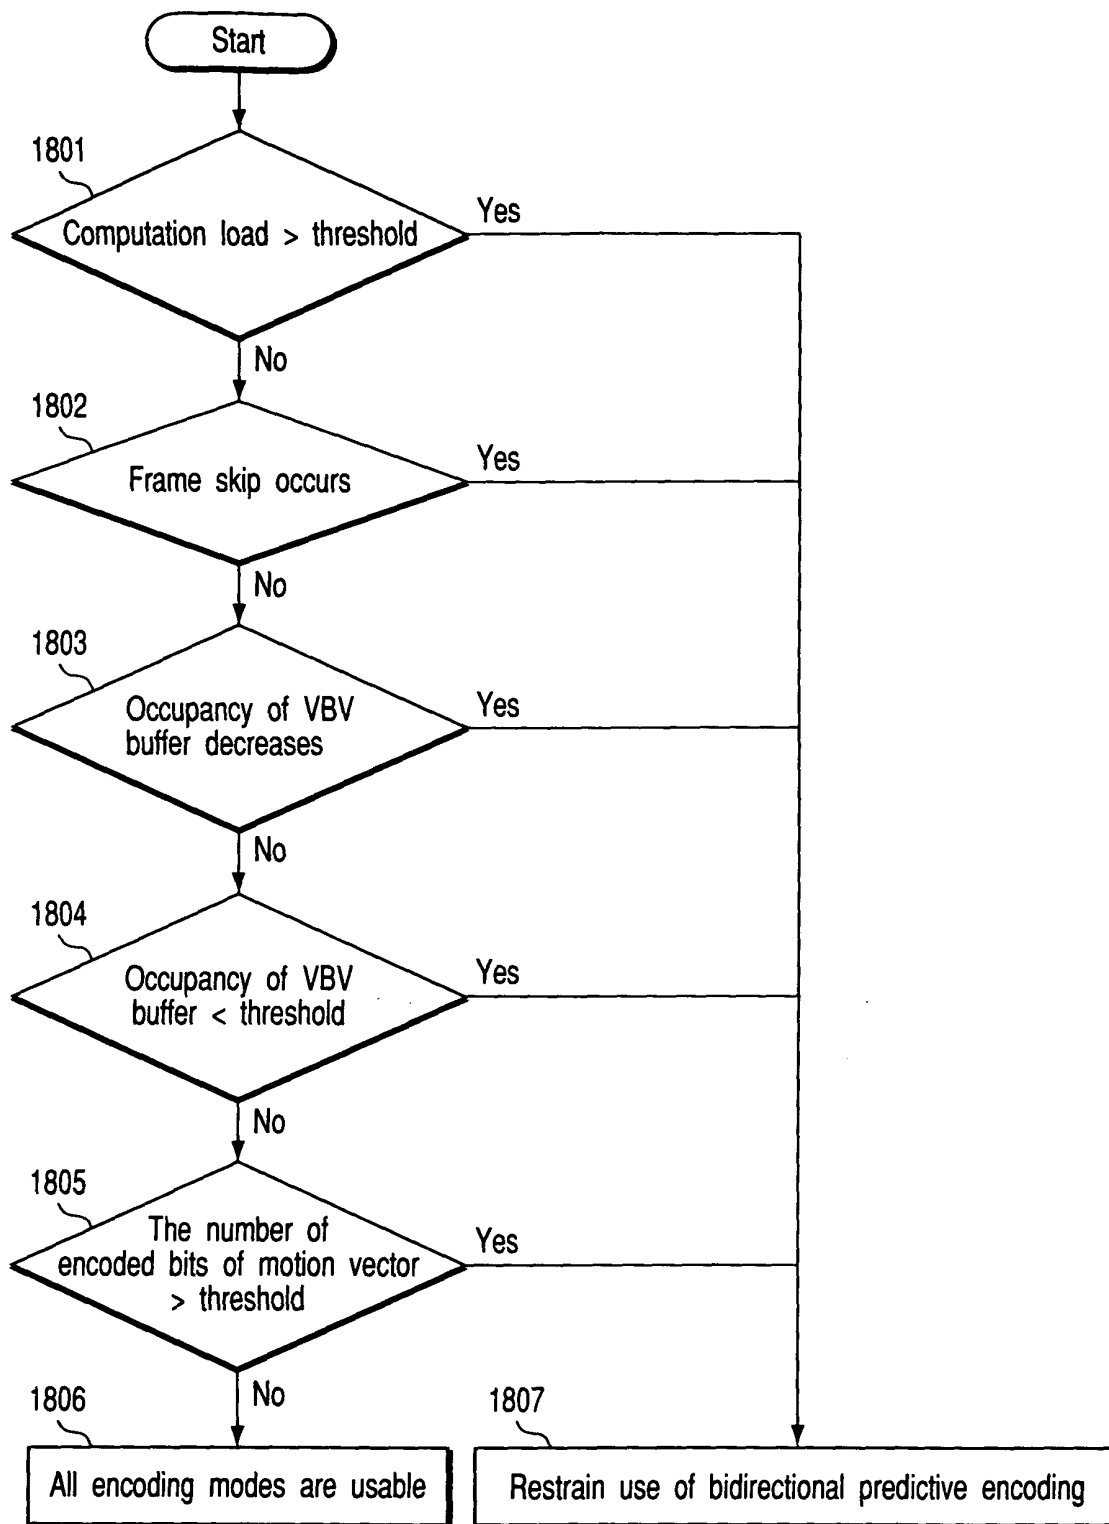 Start
1801
Computation load > threshold
Yes
No
1802
Frame skip occurs
Yes
No
1803
Occupancy of VBV
buffer decreases
Yes
No
1804
Occupancy of VBV
buffer < threshold
Yes
No
1805
The number of
encoded bits of motion vector
> threshold
Yes
No
1806
All encoding modes are usable
1807
Restrain use of bidirectional predictive encoding